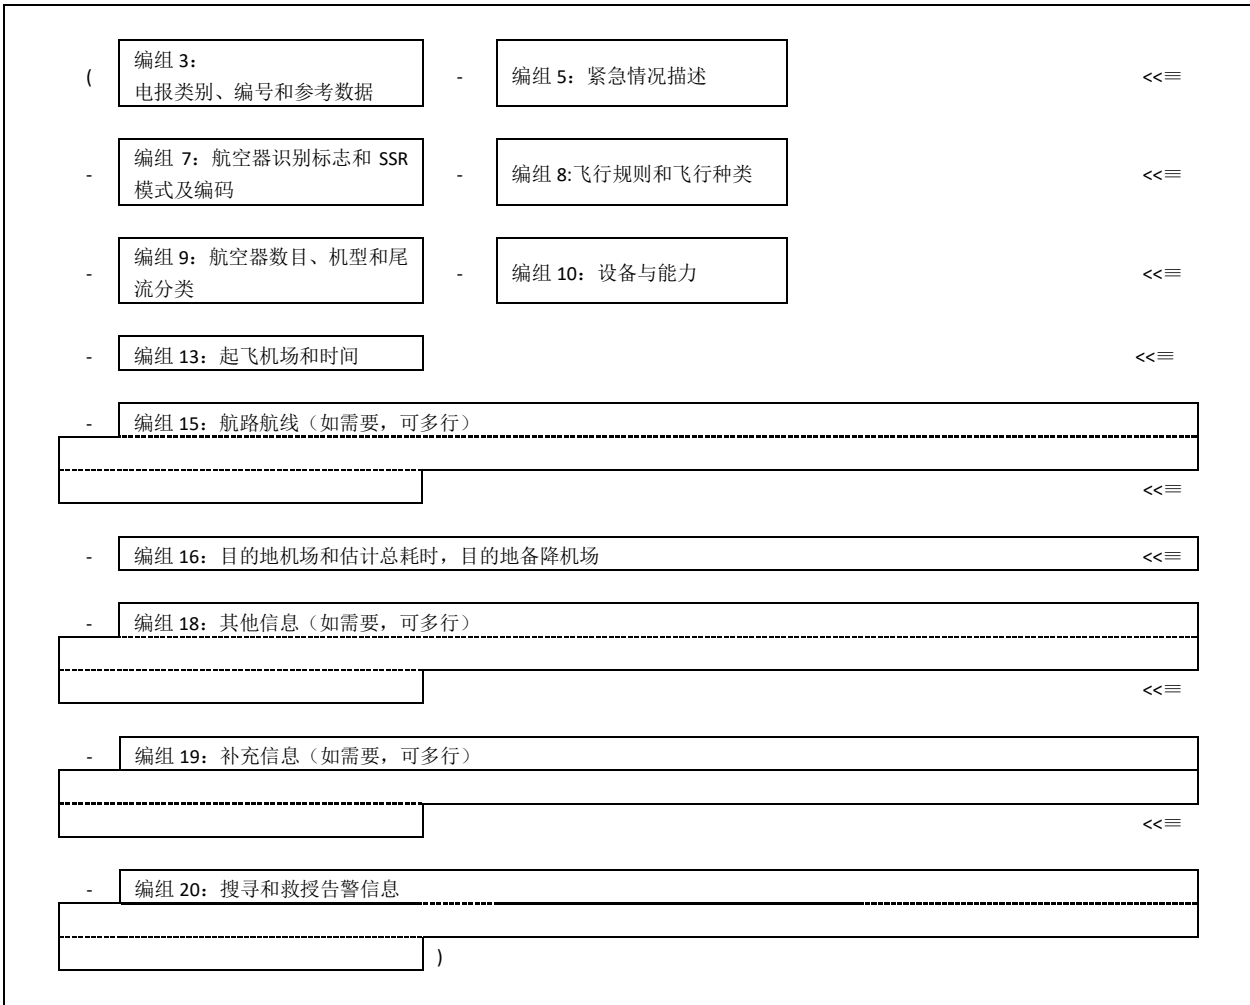 (
编组 3：
电报类别、编号和参考数据
-
编组 5：紧急情况描述
<<≡
-
编组 7：航空器识别标志和 SSR
模式及编码
-
编组 8:飞行规则和飞行种类
<<≡
-
编组 9：航空器数目、机型和尾
流分类
-
编组 10：设备与能力
<<≡
-
编组 13：起飞机场和时间
<<≡
-
编组 15：航路航线（如需要，可多行）
<<≡
-
编组 16：目的地机场和估计总耗时，目的地备降机场
<<≡
-
编组 18：其他信息（如需要，可多行）
<<≡
-
编组 19：补充信息（如需要，可多行）
<<≡
-
编组 20：搜寻和救授告警信息
)